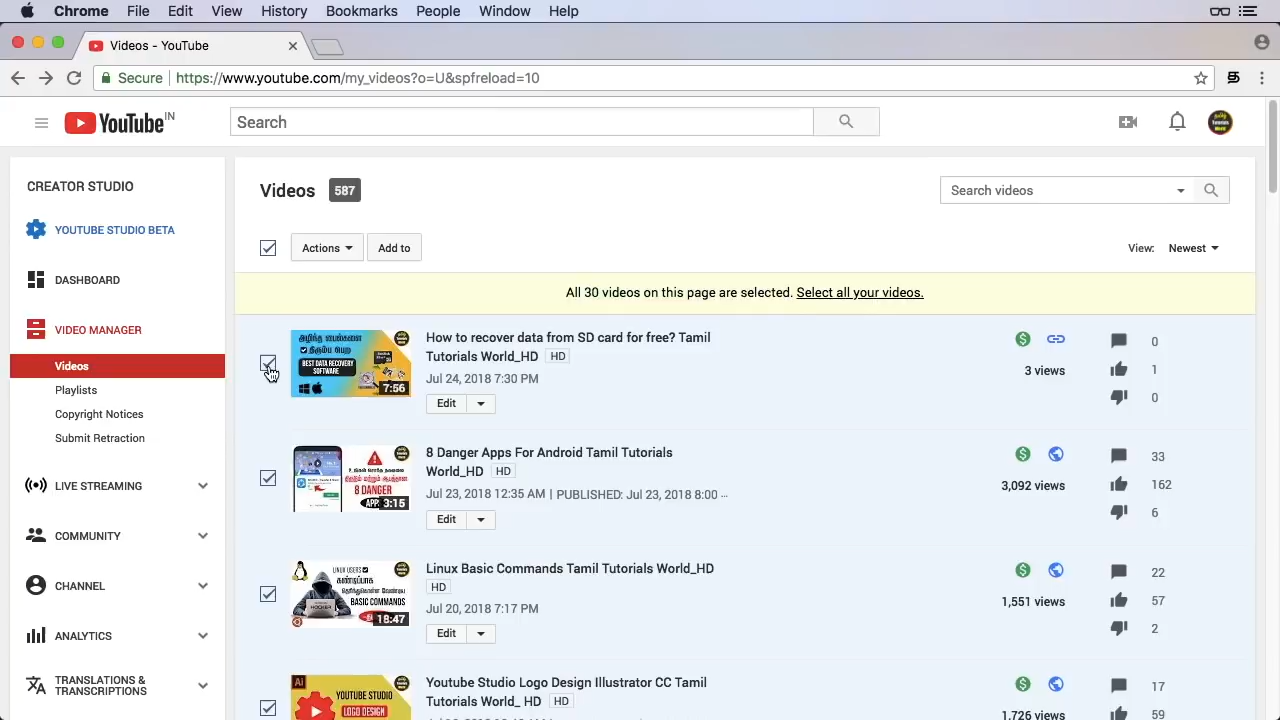 Chrome File Edit View History Bookmarks People Window Help
Videos - YouTube
Secure https://www.youtube.com/my_videos?o=U&spfreload=10
YouTube IN
Search
CREATOR STUDIO
YOUTUBE STUDIO BETA
DASHBOARD
VIDEO MANAGER
Videos
Playlists
Copyright Notices
Submit Retraction
LIVE STREAMING
COMMUNITY
CHANNEL
ANALYTICS
TRANSLATIONS &
TRANSCRIPTIONS
Videos 587
Search videos
Actions Add to
View: Newest
All 30 videos on this page are selected. Select all your videos.
BEST DATA RECOVERY
SOFTWARE
7:56
How to recover data from SD card for free? Tamil
Tutorials World_HD HD
Jul 24, 2018 7:30 PM
Edit
3 views
0
1
0
8 DANGER
APPS
3:15
8 Danger Apps For Android Tamil Tutorials
World_HD HD
Jul 23, 2018 12:35 AM | PUBLISHED: Jul 23, 2018 8:00 ...
Edit
3,092 views
33
162
6
LINUX USERS
கண்டிப்பாக
BASIC COMMANDS
18:47
Linux Basic Commands Tamil Tutorials World_HD
HD
Jul 20, 2018 7:17 PM
Edit
1,551 views
22
57
2
Ai
YOUTUBE STUDIO
LOGO DESIGN
Youtube Studio Logo Design Illustrator CC Tamil
Tutorials World_ HD HD
1,726 views
17
59